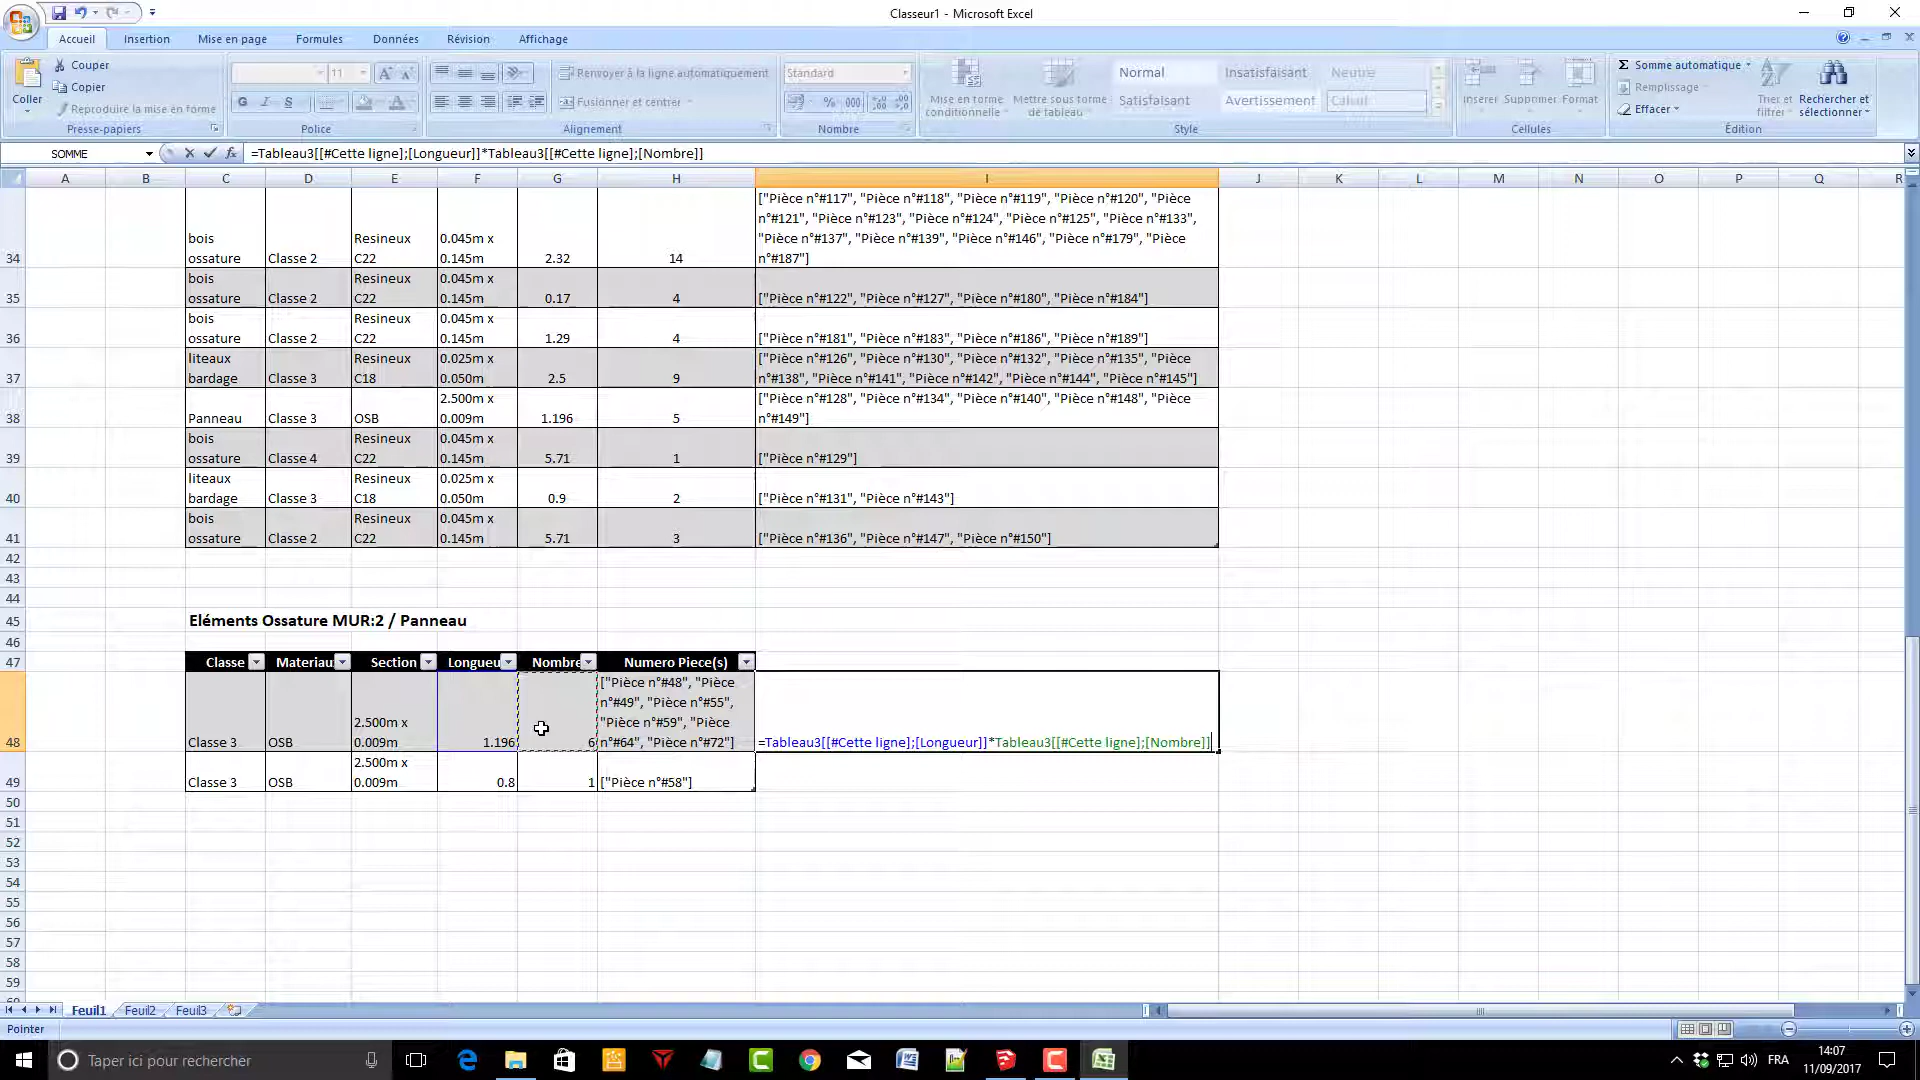 Classeur1 - Microsoft Excel
Accueil Insertion Mise en page Formules Données Révision Affichage
Coller
Couper
Copier
Reproduire la mise en forme
Presse-papiers
11
G I S
Police
Renvoyer à la ligne automatiquement
Fusionner et centrer
Alignement
Standard
% 000
Nombre
Mise en forme conditionnelle
Mettre sous forme de tableau
Normal Insatisfaisant Neutre
Satisfaisant Avertissement Calcul
Style
Insérer Supprimer Format
Cellules
Somme automatique
Remplissage
Effacer
Trier et filtrer
Rechercher et sélectionner
Édition
SOMME
=Tableau3[[#Cette ligne];[Longueur]]*Tableau3[[#Cette ligne];[Nombre]]
A B C D E F G H I J K L M N O P Q R
["Pièce n°#117", "Pièce n°#118", "Pièce n°#119", "Pièce n°#120", "Pièce
n°#121", "Pièce n°#123", "Pièce n°#124", "Pièce n°#125", "Pièce n°#133",
bois Resineux 0.045m x "Pièce n°#137", "Pièce n°#139", "Pièce n°#146", "Pièce n°#179", "Pièce
34 ossature Classe 2 C22 0.145m 2.32 14 n°#187"]
bois Resineux 0.045m x
35 ossature Classe 2 C22 0.145m 0.17 4 ["Pièce n°#122", "Pièce n°#127", "Pièce n°#180", "Pièce n°#184"]
bois Resineux 0.045m x
36 ossature Classe 2 C22 0.145m 1.29 4 ["Pièce n°#181", "Pièce n°#183", "Pièce n°#186", "Pièce n°#189"]
liteaux Resineux 0.025m x ["Pièce n°#126", "Pièce n°#130", "Pièce n°#132", "Pièce n°#135", "Pièce
37 bardage Classe 3 C18 0.050m 2.5 9 n°#138", "Pièce n°#141", "Pièce n°#142", "Pièce n°#144", "Pièce n°#145"]
2.500m x ["Pièce n°#128", "Pièce n°#134", "Pièce n°#140", "Pièce n°#148", "Pièce
38 Panneau Classe 3 OSB 0.009m 1.196 5 n°#149"]
bois Resineux 0.045m x
39 ossature Classe 4 C22 0.145m 5.71 1 ["Pièce n°#129"]
liteaux Resineux 0.025m x
40 bardage Classe 3 C18 0.050m 0.9 2 ["Pièce n°#131", "Pièce n°#143"]
bois Resineux 0.045m x
41 ossature Classe 2 C22 0.145m 5.71 3 ["Pièce n°#136", "Pièce n°#147", "Pièce n°#150"]
42
43
44
45 Eléments Ossature MUR:2 / Panneau
46
47 Classe Materiau Section Longueu Nombre Numero Piece(s)
["Pièce n°#48", "Pièce
n°#49", "Pièce n°#55",
2.500m x "Pièce n°#59", "Pièce
48 Classe 3 OSB 0.009m 1.196 6 n°#64", "Pièce n°#72"] =Tableau3[[#Cette ligne];[Longueur]]*Tableau3[[#Cette ligne];[Nombre]]
2.500m x
49 Classe 3 OSB 0.009m 0.8 1 ["Pièce n°#58"]
50
51
52
53
54
55
56
57
58
59
Feuil1 Feuil2 Feuil3
Pointer
Taper ici pour rechercher
FRA
14:07
11/09/2017